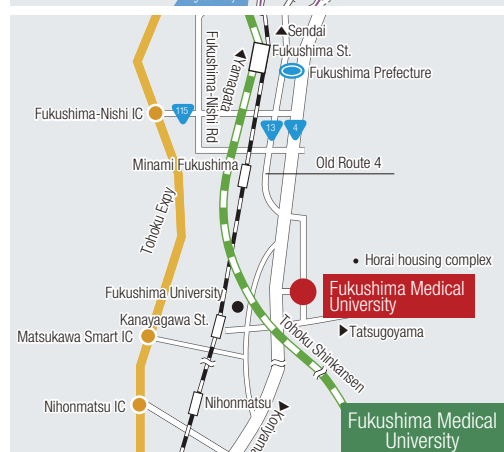 Sendai
Fukushima St.
Yamagata
Fukushima-Nishi Rd
Fukushima Prefecture
Fukushima-Nishi IC
115
13
4
Minami Fukushima
Old Route 4
Tohoku Expy
Horai housing complex
Fukushima University
Fukushima Medical
University
Kanayagawa St.
Matsukawa Smart IC
Tatsugoyama
Tohoku Shinkansen
Nihonmatsu IC
Nihonmatsu
Koriyama
Fukushima Medical
University